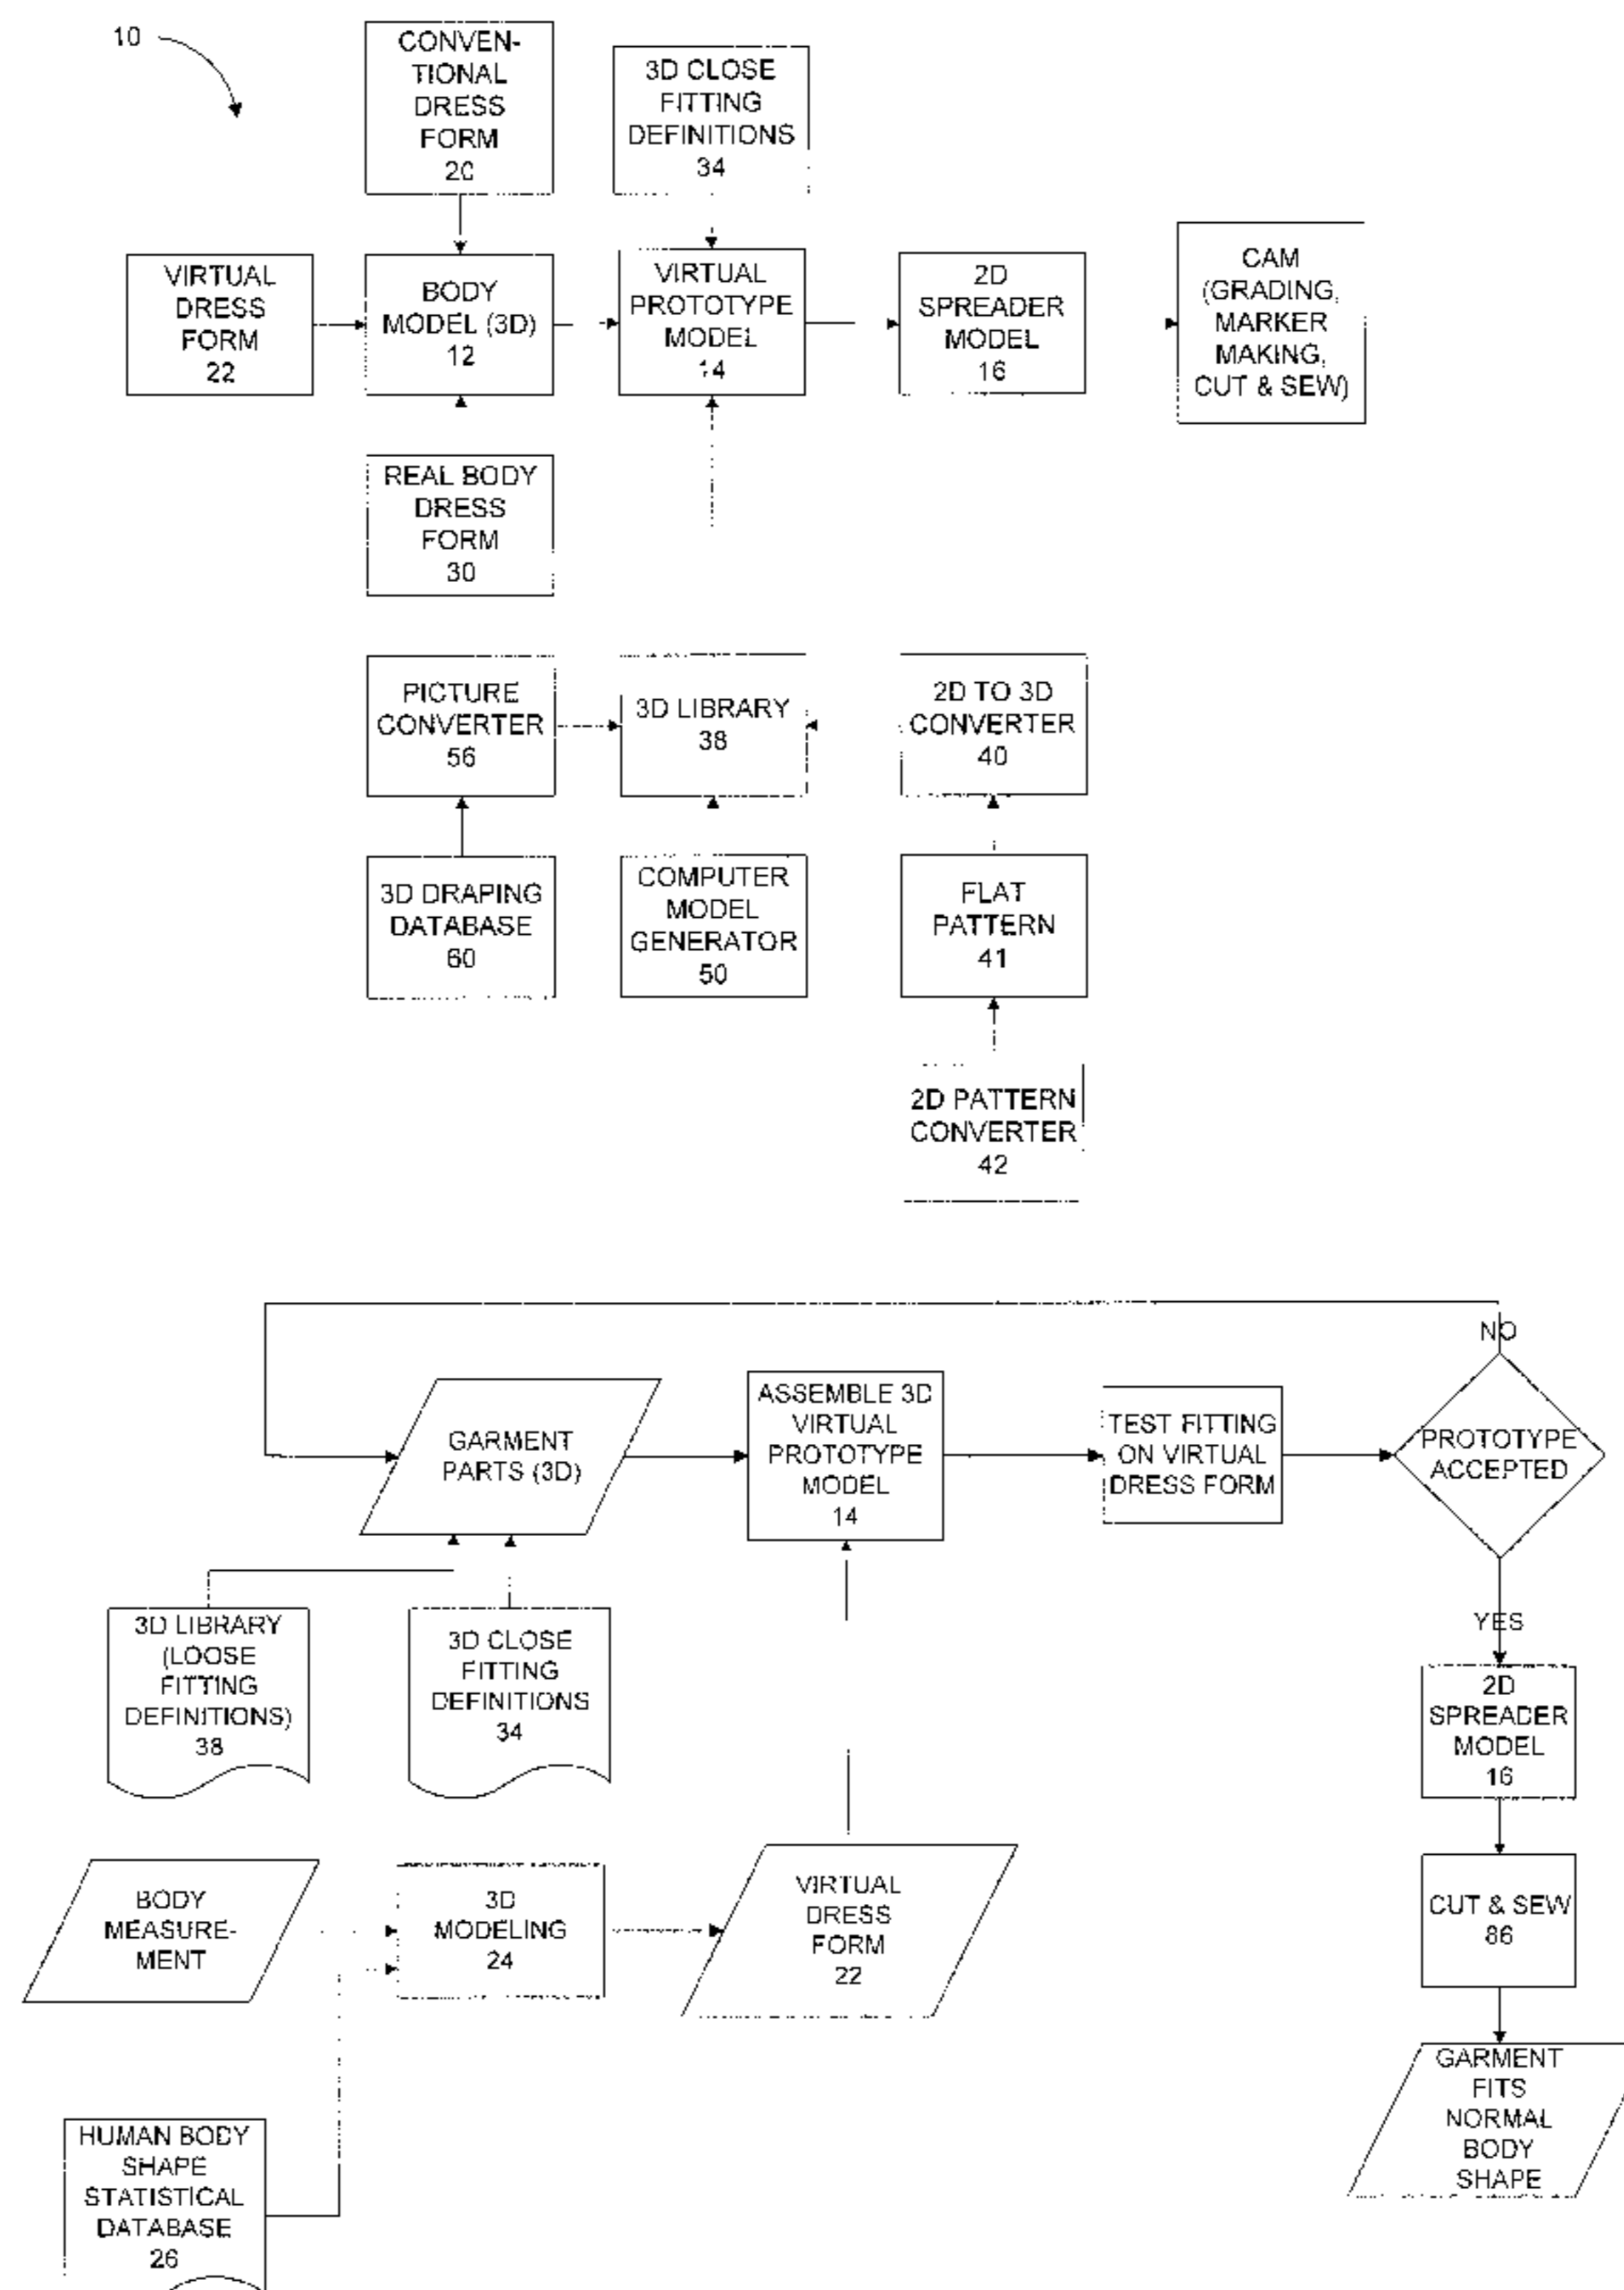 10
CONVEN-
TIONAL
DRESS
FORM
20
3D CLOSE
FITTING
DEFINITIONS
34
VIRTUAL
DRESS
FORM
22
BODY
MODEL (3D)
12
VIRTUAL
PROTOTYPE
MODEL
14
2D
SPREADER
MODEL
16
CAM
(GRADING,
MARKER
MAKING,
CUT & SEW)
REAL BODY
DRESS
FORM
30
PICTURE
CONVERTER
56
3D LIBRARY
38
2D TO 3D
CONVERTER
40
3D DRAPING
DATABASE
60
COMPUTER
MODEL
GENERATOR
50
FLAT
PATTERN
41
2D PATTERN
CONVERTER
42
NO
GARMENT
PARTS (3D)
ASSEMBLE 3D
VIRTUAL
PROTOTYPE
MODEL
14
TEST FITTING
ON VIRTUAL
DRESS FORM
PROTOTYPE
ACCEPTED
YES
3D LIBRARY
(LOOSE
FITTING
DEFINITIONS)
38
3D CLOSE
FITTING
DEFINITIONS
34
2D
SPREADER
MODEL
16
BODY
MEASURE-
MENT
3D
MODELING
24
VIRTUAL
DRESS
FORM
22
CUT & SEW
86
GARMENT
FITS
NORMAL
BODY
SHAPE
HUMAN BODY
SHAPE
STATISTICAL
DATABASE
26